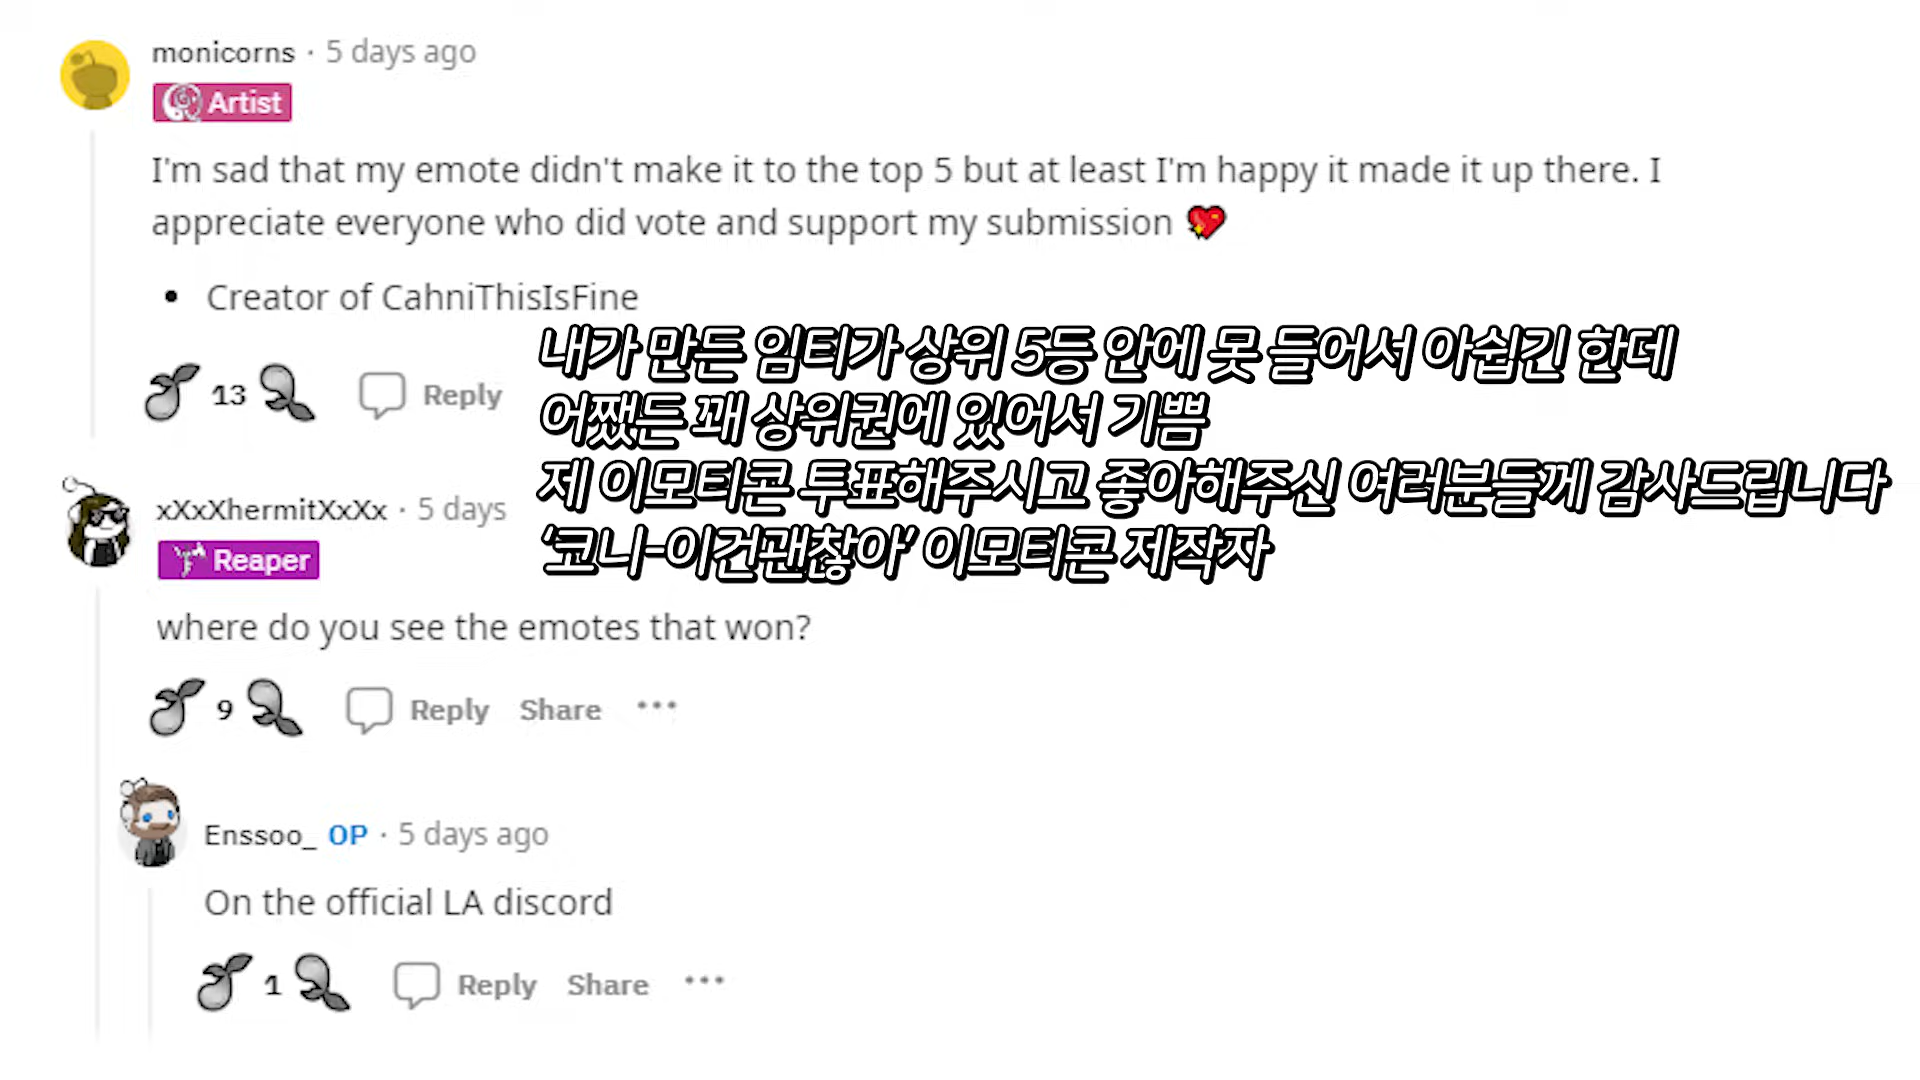 monicorns · 5 days ago
Artist
I'm sad that my emote didn't make it to the top 5 but at least I'm happy it made it up there. I
appreciate everyone who did vote and support my submission 💖
• Creator of CahniThisIsFine
13 Reply
내가 만든 임티가 상위 5등 안에 못 들어서 아쉽긴 한데
어쨌든 꽤 상위권에 있어서 기쁨
제 이모티콘 투표해주시고 좋아해주신 여러분들께 감사드립니다
‘코니-이건괜찮아’ 이모티콘 제작자
xXxXhermitXxXx · 5 days
Reaper
where do you see the emotes that won?
9 Reply Share ···
Enssoo_ OP · 5 days ago
On the official LA discord
1 Reply Share ···